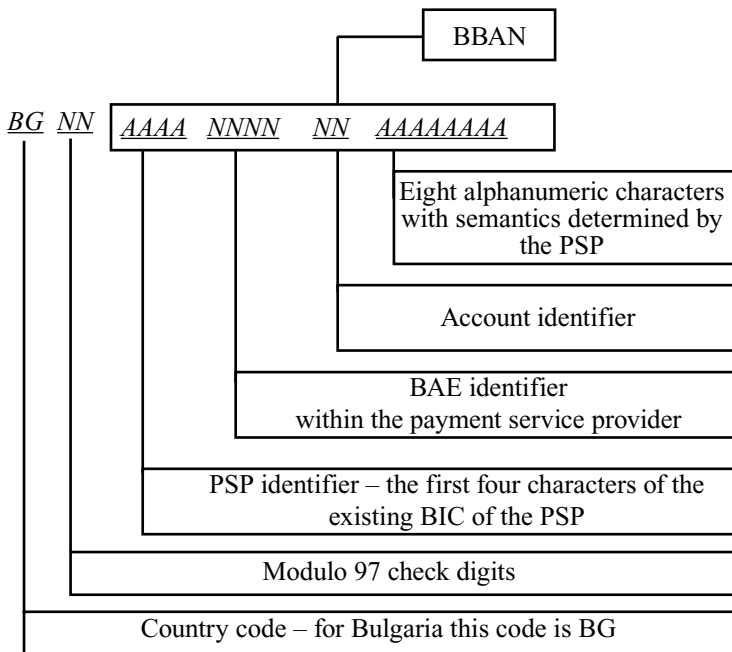 BBAN
BG NN AAAA NNNN NN AAAAAAAA
Eight alphanumeric characters
with semantics determined by
the PSP
Account identifier
BAE identifier
within the payment service provider
PSP identifier – the first four characters of the
existing BIC of the PSP
Modulo 97 check digits
Country code – for Bulgaria this code is BG